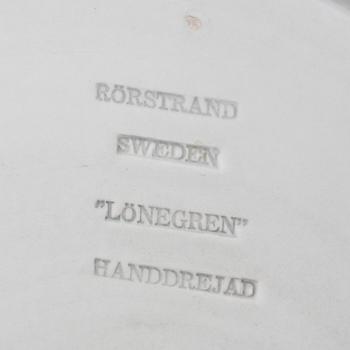 RÖRSTRAND
SWEDEN
"LÖNEGREN"
HANDDREJAD